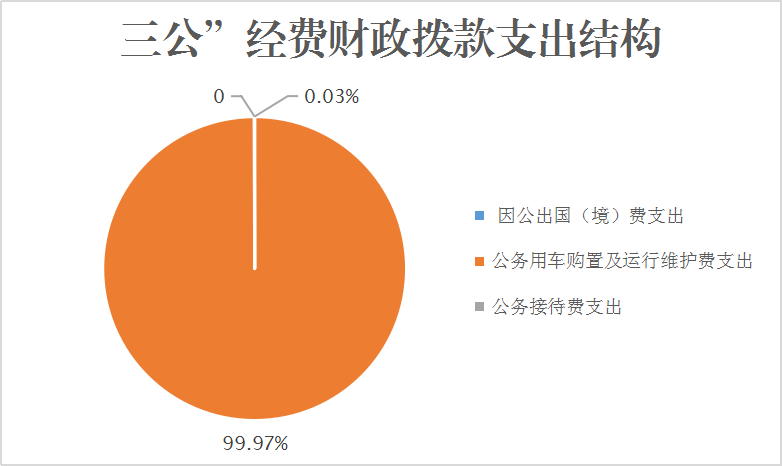 三公”经费财政拨款支出结构
0
0.03%
因公出国（境）费支出
公务用车购置及运行维护费支出
公务接待费支出
99.97%